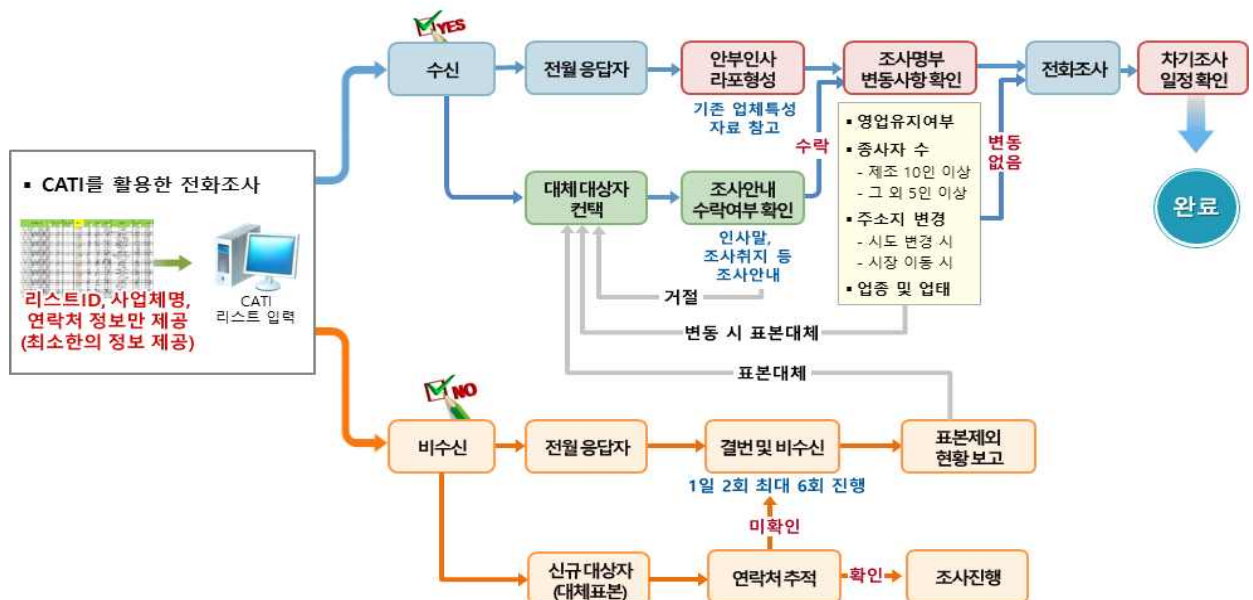 YES
수신
전월 응답자
안부인사
라포형성
기존 업체특성
자료 참고
조사명부
변동사항 확인
전화조사
차기조사
일정 확인
수락
▪ 영업유지여부
▪ 종사자 수
- 제조 10인 이상
- 그 외 5인 이상
▪ 주소지 변경
- 시도 변경 시
- 시장 이동 시
▪ 업종 및 업태
변동
없음
완료
▪ CATI를 활용한 전화조사
리스트ID, 사업체명,
연락처 정보만 제공
(최소한의 정보 제공)
CATI
리스트 입력
대체 대상자
컨택
조사안내
수락여부 확인
인사말,
조사취지 등
조사안내
거절
변동 시 표본대체
표본대체
NO
비수신
전월 응답자
결번 및 비수신
표본제외
현황 보고
1일 2회 최대 6회 진행
미확인
신규 대상자
(대체표본)
연락처 추적
확인
조사진행